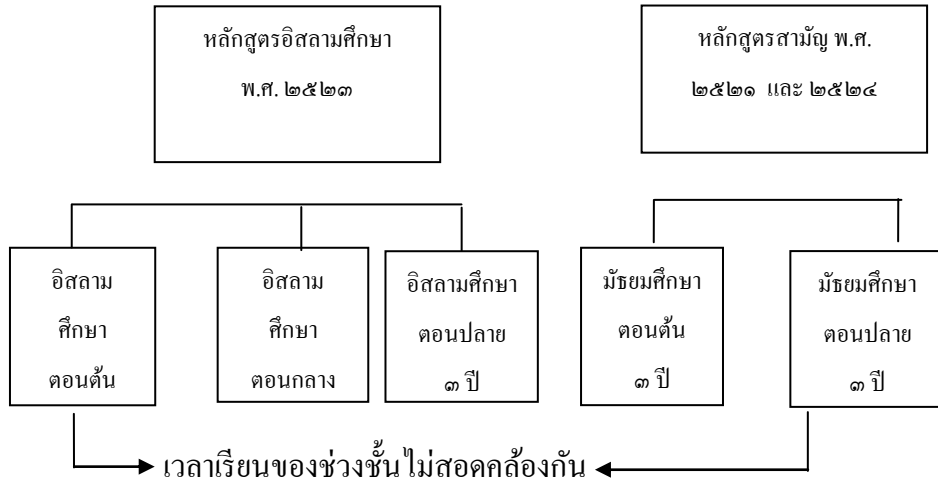 หลักสูตรอิสลามศึกษา
พ.ศ. ๒๕๒๓
หลักสูตรสามัญ พ.ศ.
๒๕๒๑ และ ๒๕๒๔
อิสลาม
ศึกษา
ตอนต้น
อิสลาม
ศึกษา
ตอนกลาง
อิสลามศึกษา
ตอนปลาย
๓ ปี
มัธยมศึกษา
ตอนต้น
๓ ปี
มัธยมศึกษา
ตอนปลาย
๓ ปี
เวลาเรียนของช่วงชั้นไม่สอดคล้องกัน